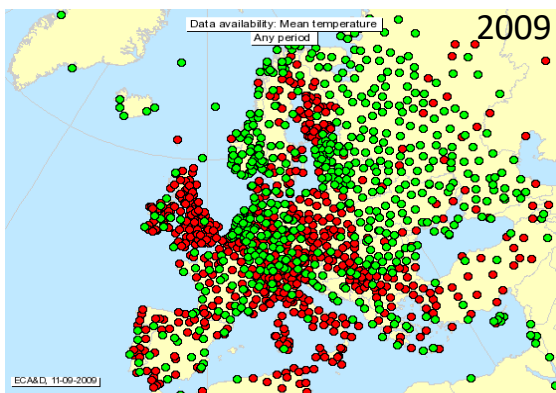 Data availability: Mean temperature
Any period
2009
ECA&D, 11-09-2009